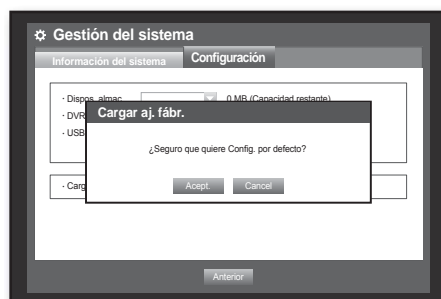 Gestión del sistema
Información del sistema
Configuración
· Dispos. almac.
0 MB (Capacidad restante)
· DVR
· USB
Cargar aj. fábr.
¿Seguro que quiere Config. por defecto?
· Carg
Acept.
Cancel
Anterior